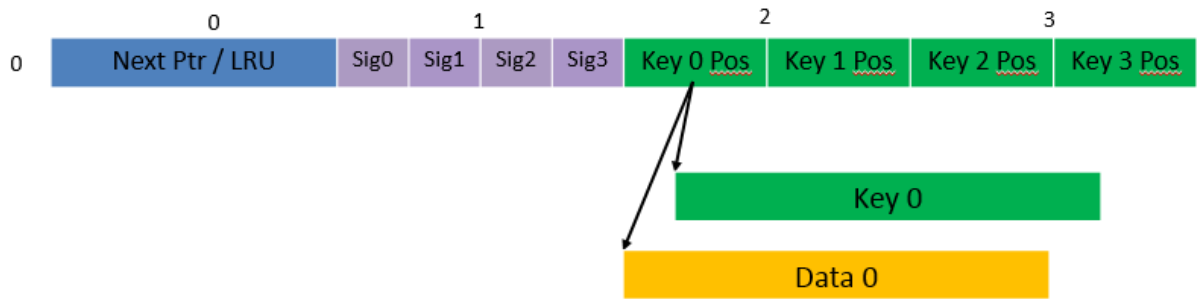 0 1 2 3
0 Next Ptr / LRU Sig0 Sig1 Sig2 Sig3 Key 0 Pos Key 1 Pos Key 2 Pos Key 3 Pos
Key 0
Data 0